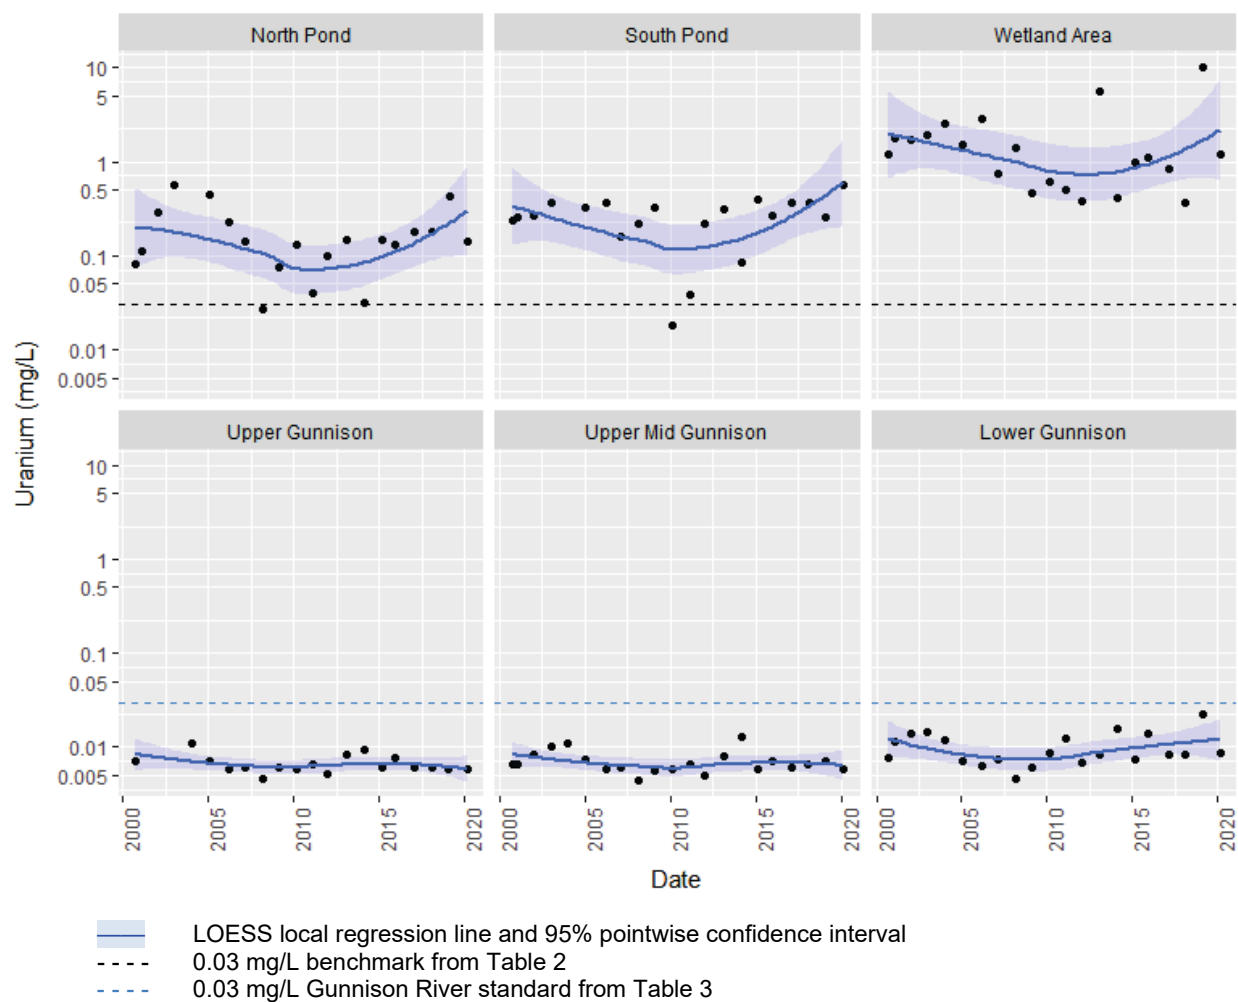 North Pond South Pond Wetland Area
10
5
1
0.5
0.1
0.05
0.01
0.005
Uranium (mg/L)
Upper Gunnison Upper Mid Gunnison Lower Gunnison
10
5
1
0.5
0.1
0.05
0.01
0.005
2000 2005 2010 2015 2020 2000 2005 2010 2015 2020 2000 2005 2010 2015 2020
Date
LOESS local regression line and 95% pointwise confidence interval
0.03 mg/L benchmark from Table 2
0.03 mg/L Gunnison River standard from Table 3